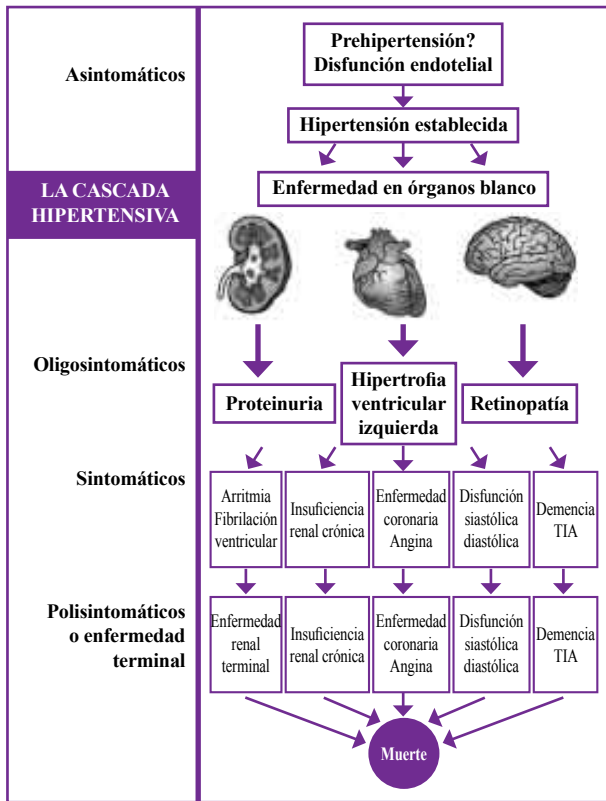 Prehipertensión?
Disfunción endotelial
Asintomáticos
Hipertensión establecida
LA CASCADA
HIPERTENSIVA
Enfermedad en órganos blanco
Oligosintomáticos
Proteinuria
Hipertrofia
ventricular
izquierda
Retinopatía
Sintomáticos
Arritmia
Fibrilación
ventricular
Insuficiencia
renal crónica
Enfermedad
coronaria
Angina
Disfunción
siastólica
diastólica
Demencia
TIA
Polisintomáticos
o enfermedad
terminal
Enfermedad
renal
terminal
Insuficiencia
renal crónica
Enfermedad
coronaria
Angina
Disfunción
siastólica
diastólica
Demencia
TIA
Muerte